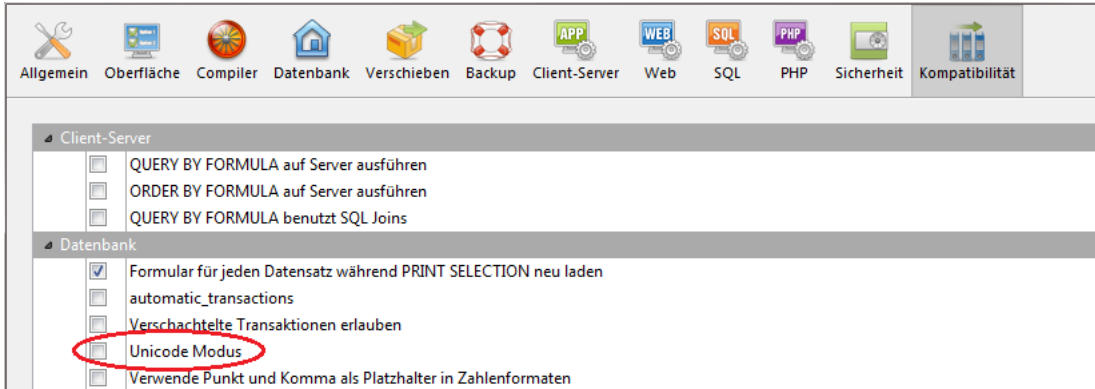 APP WEB SQL PHP
Allgemein Oberfläche Compiler Datenbank Verschieben Backup Client-Server Web SQL PHP Sicherheit Kompatibilität
Client-Server
QUERY BY FORMULA auf Server ausführen
ORDER BY FORMULA auf Server ausführen
QUERY BY FORMULA benutzt SQL Joins
Datenbank
Formular für jeden Datensatz während PRINT SELECTION neu laden
automatic_transactions
Verschachtelte Transaktionen erlauben
Unicode Modus
Verwende Punkt und Komma als Platzhalter in Zahlenformaten